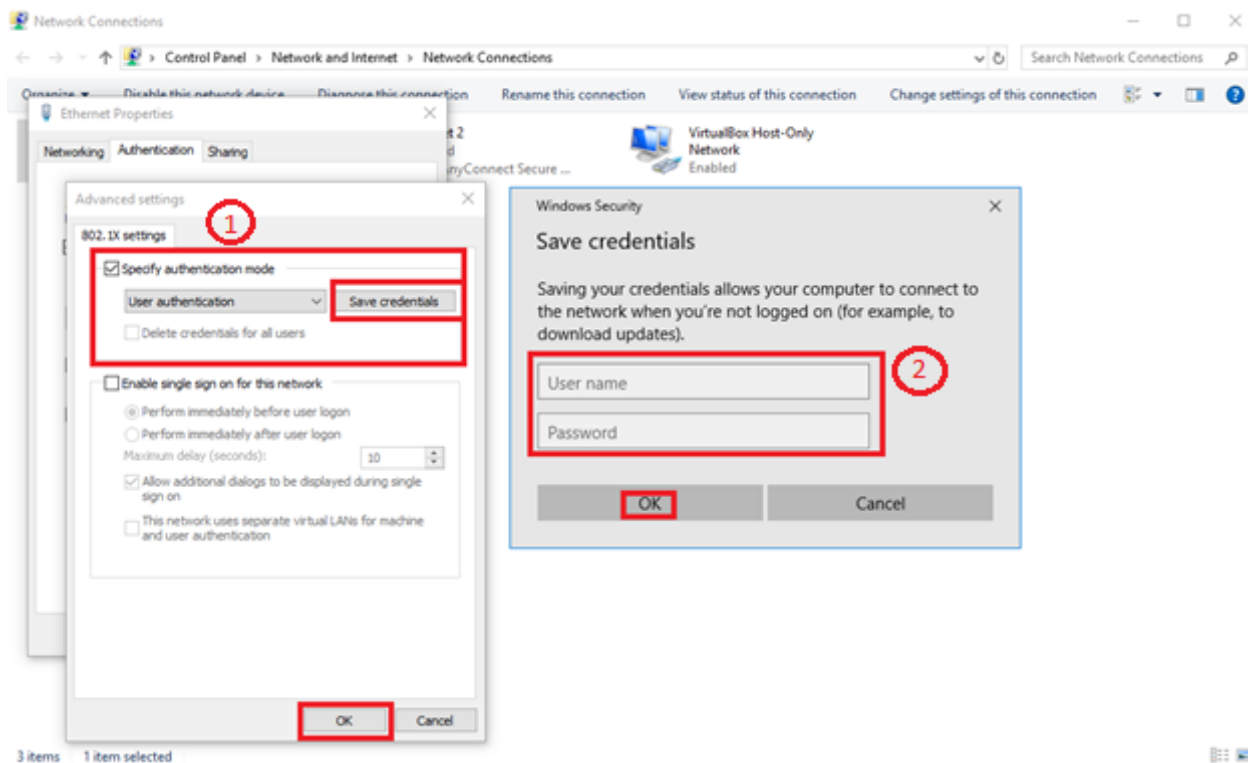 Network Connections
Control Panel > Network and Internet > Network Connections
Search Network Connections
Organize Disable this network device Diagnose this connection Rename this connection View status of this connection Change settings of this connection
Ethernet Properties
Networking Authentication Sharing
2
VirtualBox Host-Only
Network
Enabled
nyConnect Secure ...
Advanced settings
1
802.1X settings
Specify authentication mode
User authentication Save credentials
Delete credentials for all users
Enable single sign on for this network
Perform immediately before user logon
Perform immediately after user logon
Maximum delay (seconds): 10
Allow additional dialogs to be displayed during single
sign on
This network uses separate virtual LANs for machine
and user authentication
OK Cancel
Windows Security
Save credentials
Saving your credentials allows your computer to connect to
the network when you're not logged on (for example, to
download updates).
2
User name
Password
OK Cancel
3 items 1 item selected